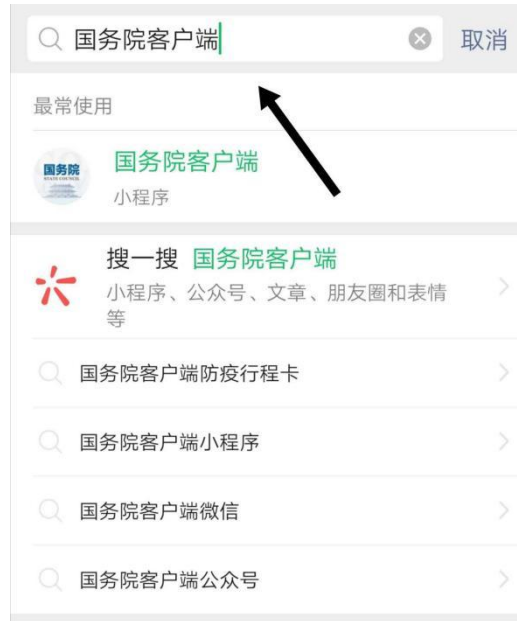 国务院客户端 取消
最常使用
国务院
国务院客户端
小程序
搜一搜 国务院客户端
小程序、公众号、文章、朋友圈和表情
等
国务院客户端防疫行程卡
国务院客户端小程序
国务院客户端微信
国务院客户端公众号